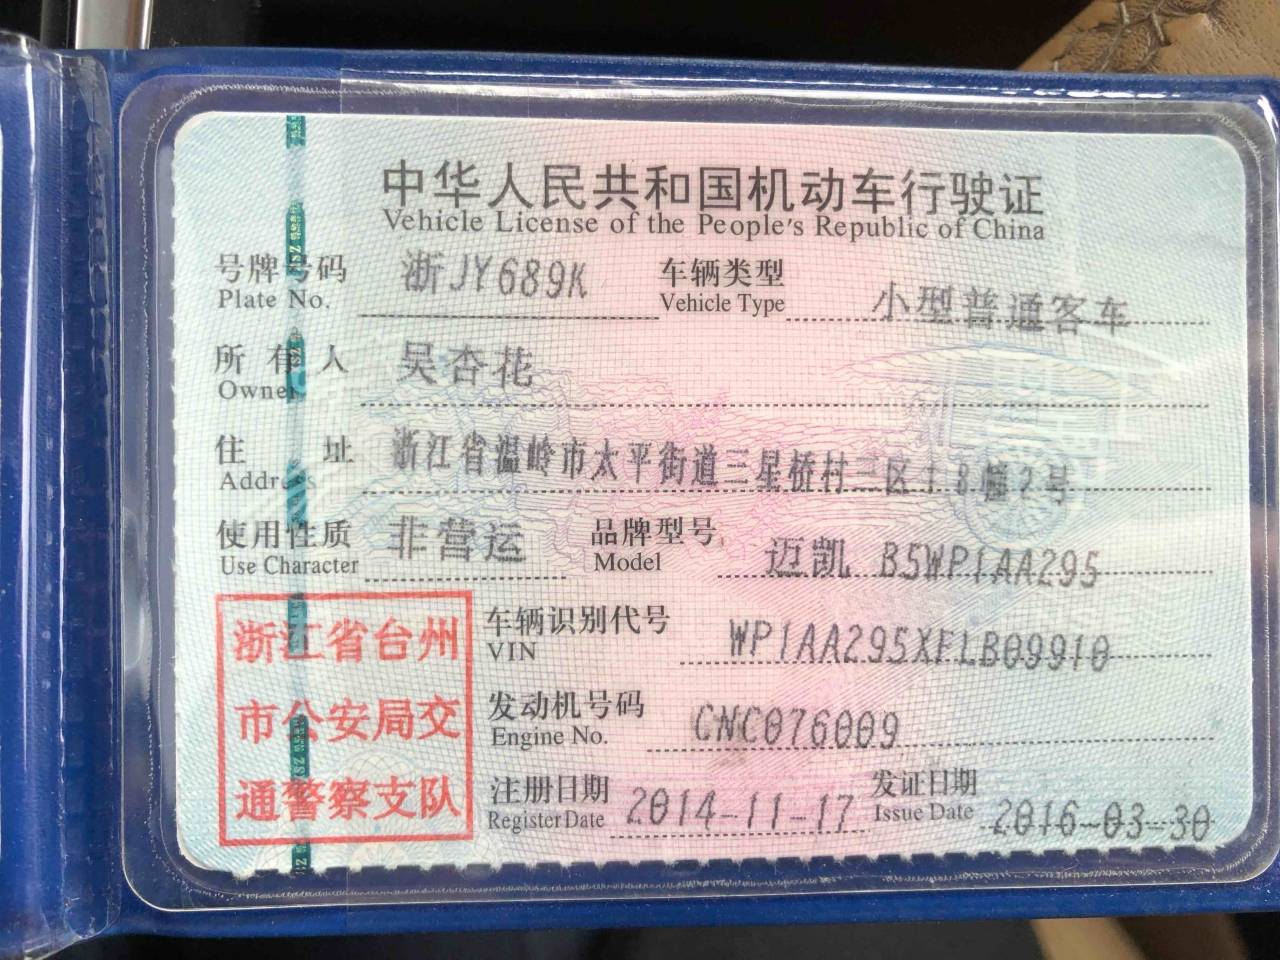 中华人民共和国机动车行驶证
Vehicle License of the People's Republic of China
号牌号码 浙JY689K 车辆类型 小型普通客车
Plate No. Vehicle Type
所有人 吴杏花
Owner
住址 浙江省温岭市太平街道三星桥村三区18幢2号
Address
使用性质 非营运 品牌型号 迈凯 B5WP1AA295
Use Character Model
浙江省台州
市公安局交
通警察支队
车辆识别代号 WP1AA295XFLB09910
VIN
发动机号码 CNC076009
Engine No.
注册日期 2014-11-17 发证日期 2016-03-30
Register Date Issue Date